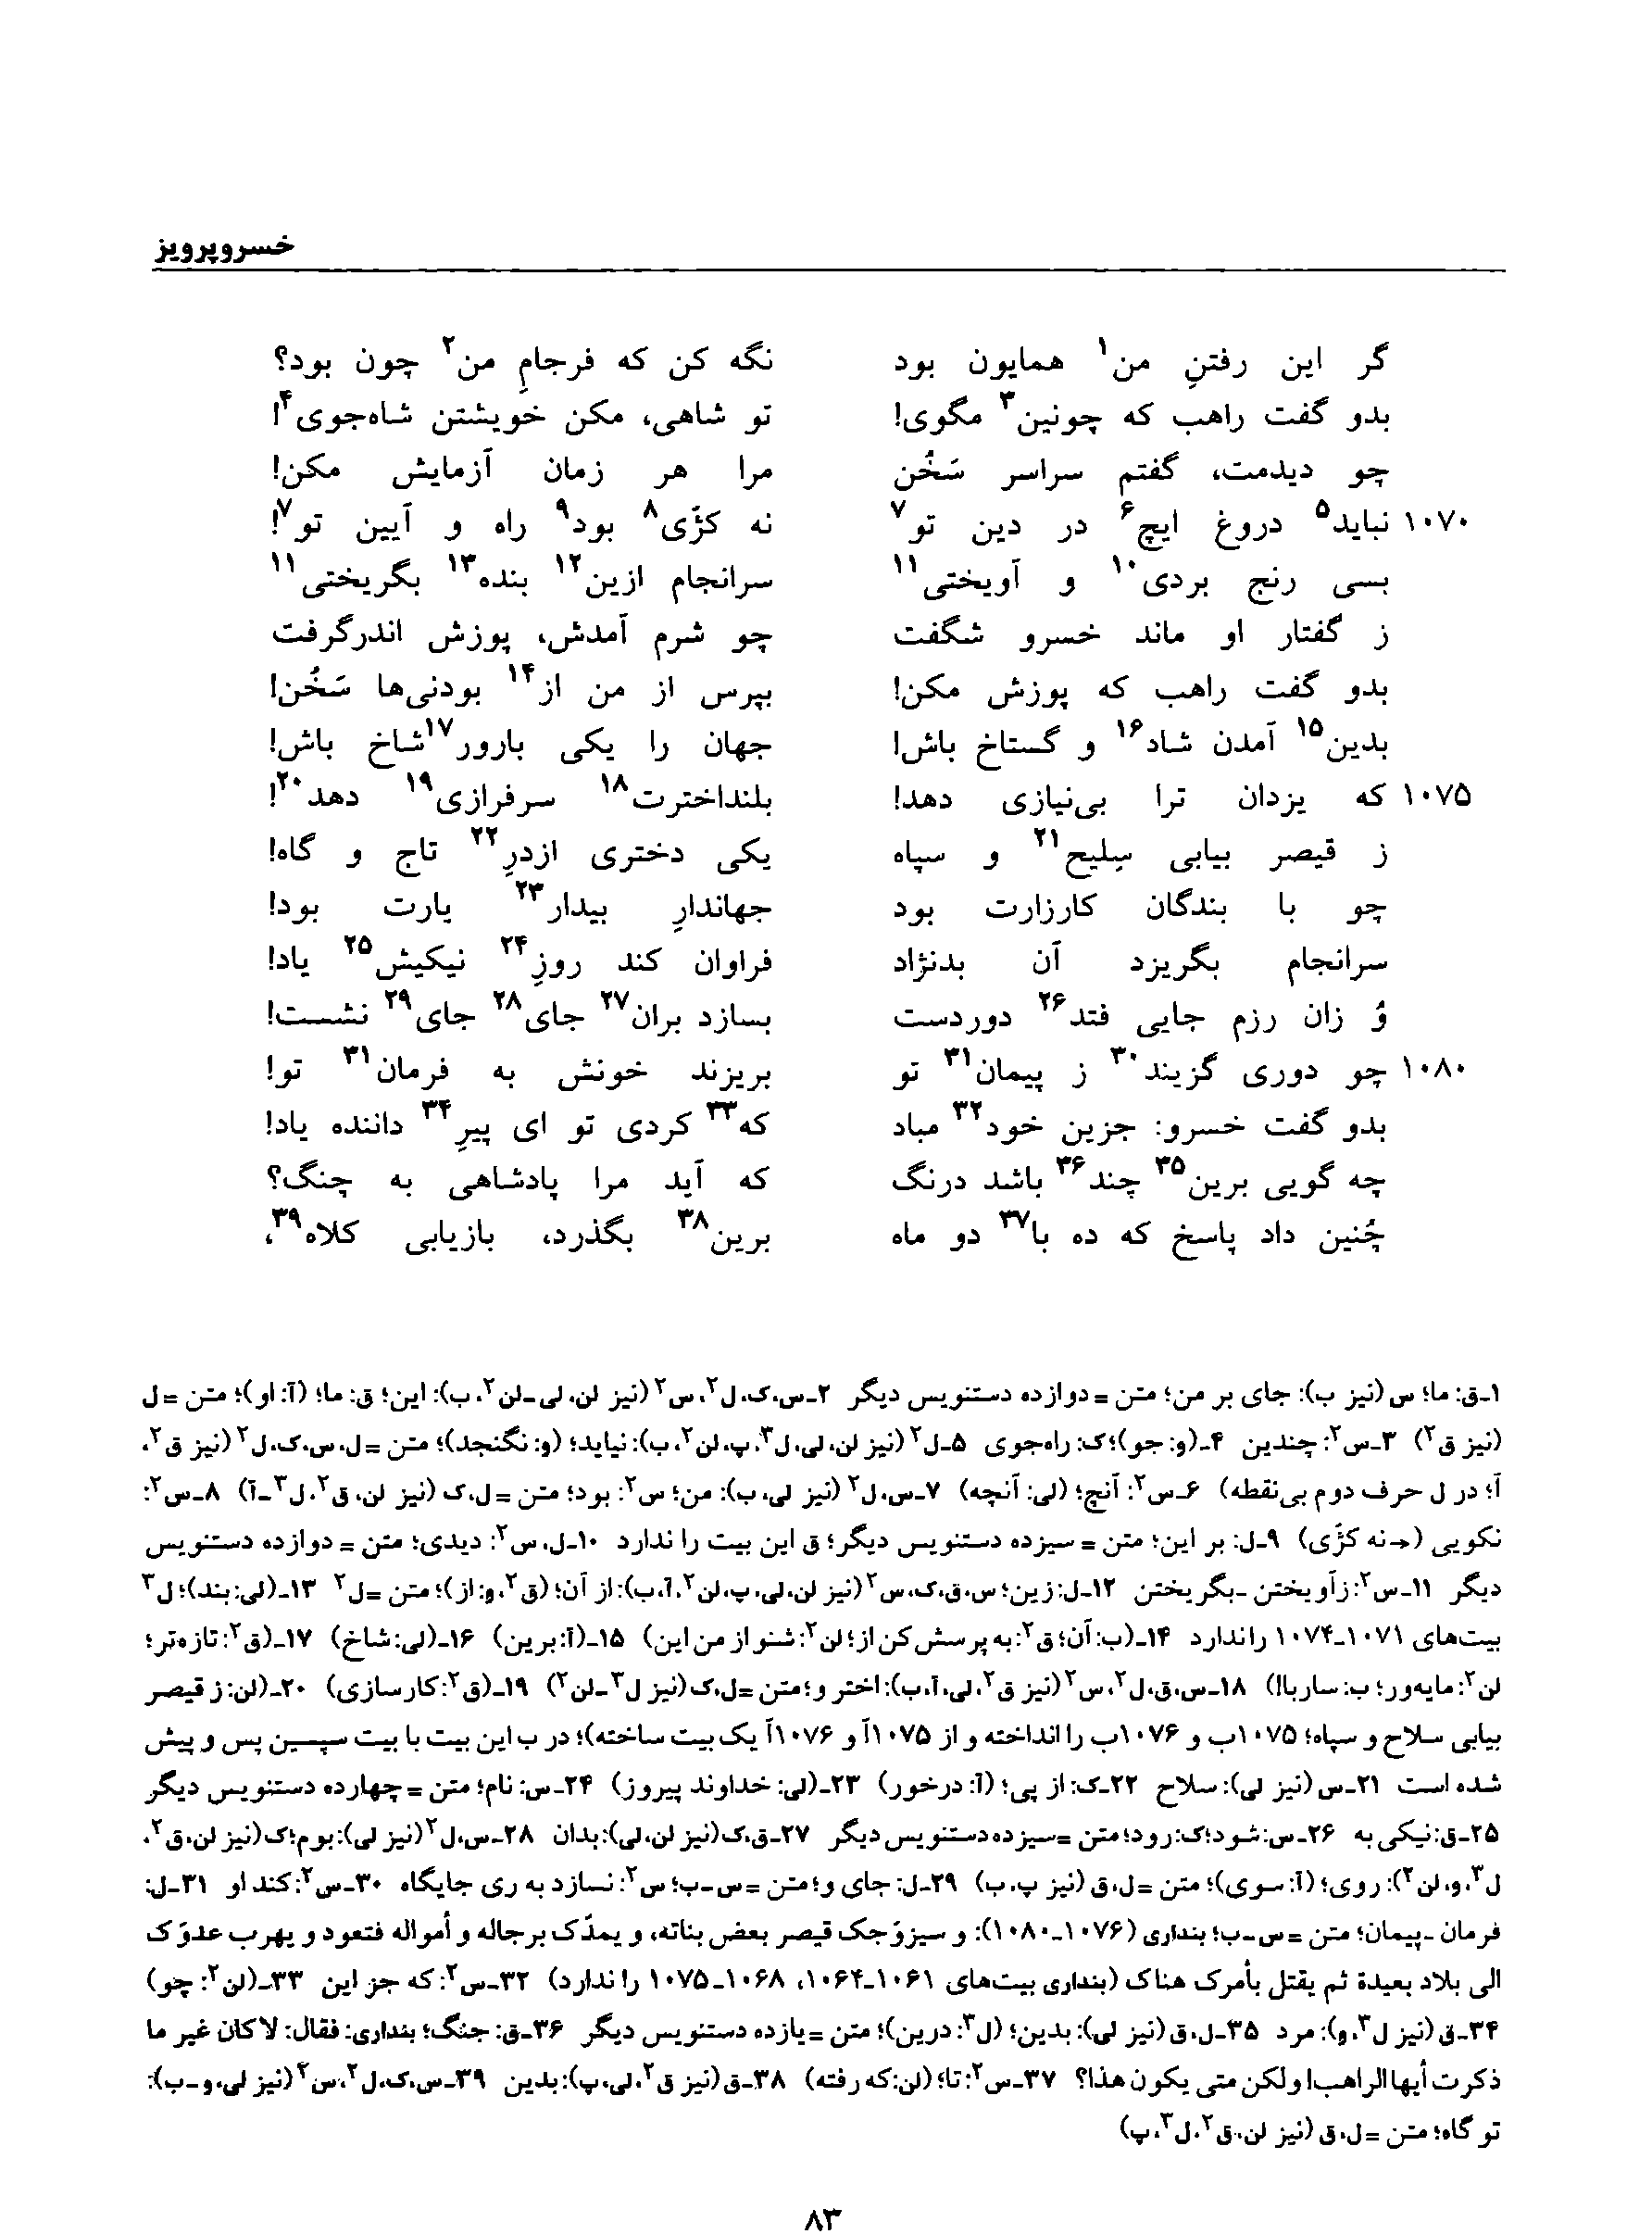 خسروپرویز
گر این رفتنِ من¹ همایون بود نگه کن که فرجامِ من² چون بود؟
بدو گفت راهب که چونین³ مگوی! تو شاهی، مکن خویشتن شاه‌جوی⁴!
چو دیدمت، گفتم سراسر سَخُن مرا هر زمان آزمایش مکن!
۱۰۷۰ نباید⁵ دروغ ایچ⁶ در دین تو⁷ نه کژّی⁸ بود⁹ راه و آیین تو⁷!
بسی رنج بردی¹⁰ و آویختی¹¹ سرانجام ازین¹² بنده¹³ بگریختی¹¹
ز گفتار او ماند خسرو شگفت چو شرم آمدش، پوزش اندرگرفت
بدو گفت راهب که پوزش مکن! بپرس از من از¹⁴ بودنی‌ها سَخُن!
بدین¹⁵ آمدن شاد¹⁶ و گستاخ باش! جهان را یکی بارور¹⁷ شاخ باش!
۱۰۷۵ که یزدان ترا بی‌نیازی دهد! بلنداخترت¹⁸ سرفرازی¹⁹ دهد²⁰!
ز قیصر بیابی سِلیح²¹ و سپاه یکی دختری ازدرِ²² تاج و گاه!
چو با بندگان کارزارت بود جهاندارِ بیدار²³ یارت بود!
سرانجام بگریزد آن بدنژاد فراوان کند روزِ²⁴ نیکیش²⁵ یاد!
وُ زان رزم جایی فتد²⁶ دوردست بسازد بران²⁷ جای²⁸ جای²⁹ نشست!
۱۰۸۰ چو دوری گزیند³⁰ ز پیمان³¹ تو بریزند خونش به فرمان³¹ تو!
بدو گفت خسرو: جزین خود³² مباد که³³ کردی تو ای پیرِ³⁴ داننده یاد!
چه گویی برین³⁵ چند³⁶ باشد درنگ که آید مرا پادشاهی به چنگ؟
چُنین داد پاسخ که ده با³⁷ دو ماه برین³⁸ بگذرد، بازیابی کلاه³⁹،
۱ـق: ما؛ س (نیز ب): جای بر من؛ متن = دوازده دستنویس دیگر ۲ـس،ک، ل²، س² (نیز لن، لی ـ لن²، ب): این؛ ق: ما؛ (آ: او)؛ متن = ل
(نیز ق²) ۳ـس²: چندین ۴ـ(و: جو)؛ ک: راه‌جوی ۵ـل² (نیز لن، لی، ل³، پ، لن²، ب): نیاید؛ (و: نگنجد)؛ متن = ل، س، ک، ل² (نیز ق²،
آ؛ در ل حرف دوم بی‌نقطه) ۶ـس²: آنچ؛ (لی: آنچه) ۷ـس، ل² (نیز لی، ب): من؛ س²: بود؛ متن = ل، ک (نیز لن، ق²، ل³ ـ آ) ۸ـس²:
نکویی (← نه کژّی) ۹ـل: بر این؛ متن = سیزده دستنویس دیگر؛ ق این بیت را ندارد ۱۰ـل، س²: دیدی؛ متن = دوازده دستنویس
دیگر ۱۱ـس²: زآویختن ـ بگریختن ۱۲ـل: زین؛ س، ق، ک، س² (نیز لن، لی، پ، لن²، آ، ب): از آن؛ (ق²، و: از)؛ متن = ل² ۱۳ـ(لی: بند)؛ ل³
بیت‌های ۱۰۷۱ـ۱۰۷۴ را ندارد ۱۴ـ(ب: آن؛ ق²: به پرسش کن از؛ لن²: شنو از من این) ۱۵ـ(آ: برین) ۱۶ـ(لی: شاخ) ۱۷ـ(ق²: تازه‌تر؛
لن²: مایه‌ور؛ ب: ساربا!) ۱۸ـس، ق، ل²، س² (نیز ق²، لی، آ، ب): اختر و؛ متن = ل، ک (نیز ل³ ـ لن²) ۱۹ـ(ق²: کارسازی) ۲۰ـ(لن: ز قیصر
بیابی سلاح و سپاه؛ ۱۰۷۵ب و ۱۰۷۶ب را انداخته و از ۱۰۷۵آ و ۱۰۷۶آ یک بیت ساخته)؛ در ب این بیت با بیت سپسین پس و پیش
شده است ۲۱ـس (نیز لی): سلاح ۲۲ـک: از پی؛ (آ: درخور) ۲۳ـ(لی: خداوند پیروز) ۲۴ـس: نام؛ متن = چهارده دستنویس دیگر
۲۵ـق: نیکی به ۲۶ـس: شود؛ ک: رود؛ متن = سیزده دستنویس دیگر ۲۷ـق، ک (نیز لن، لی): بدان ۲۸ـس، ل² (نیز لی): بوم؛ ک (نیز لن، ق²،
ل³، و، لن²): روی؛ (آ: سوی)؛ متن = ل، ق (نیز پ، ب) ۲۹ـل: جای و؛ متن = س ـ ب؛ س²: نسازد به ری جایگاه ۳۰ـس²: کند او ۳۱ـل:
فرمان ـ پیمان؛ متن = س ـ ب؛ بنداری (۱۰۷۶ـ۱۰۸۰): و سیزوّجک قیصر بعض بناته، و یمدّک برجاله و أمواله فتعود و یهرب عدوّک
الی بلاد بعیدة ثم یقتل بأمرک هناک (بنداری بیت‌های ۱۰۶۱ـ۱۰۶۴، ۱۰۶۸ـ۱۰۷۵ را ندارد) ۳۲ـس²: که جز این ۳۳ـ(لن²: چو)
۳۴ـق (نیز ل³، و): مرد ۳۵ـل، ق (نیز لی): بدین؛ (ل³: درین)؛ متن = یازده دستنویس دیگر ۳۶ـق: جنگ؛ بنداری: فقال: لاکان غیر ما
ذکرت أیها الراهب! ولکن متی یکون هذا؟ ۳۷ـس²: تا؛ (لن: که رفته) ۳۸ـق (نیز ق²، لی، پ): بدین ۳۹ـس، ک، ل²، س² (نیز لی، و ـ ب):
تو گاه؛ متن = ل، ق (نیز لن، ق²، ل³، پ)
۸۳